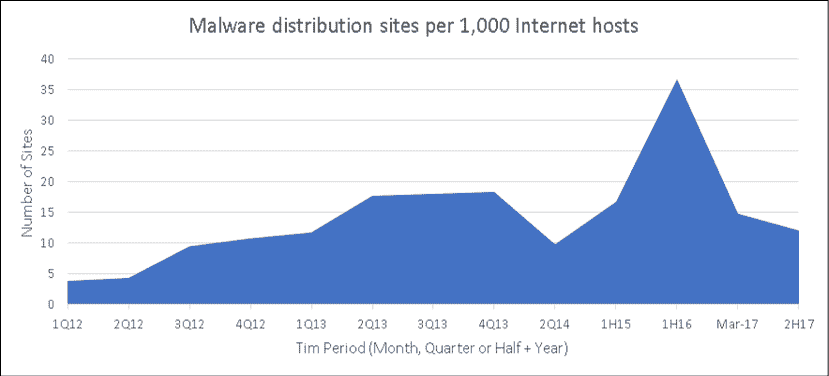 Malware distribution sites per 1,000 Internet hosts
40
35
30
25
20
15
10
5
0
Number of Sites
1Q12 2Q12 3Q12 4Q12 1Q13 2Q13 3Q13 4Q13 2Q14 1H15 1H16 Mar-17 2H17
Tim Period (Month, Quarter or Half + Year)